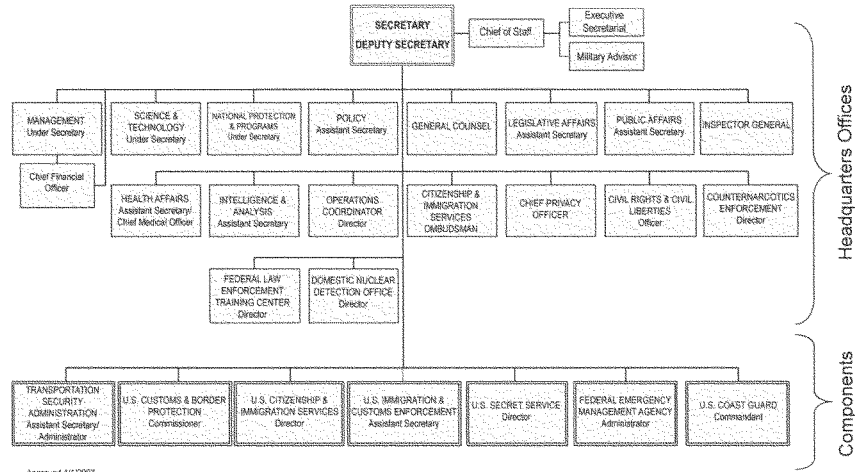 SECRETARY
DEPUTY SECRETARY
Chief of Staff
Executive
Secretariat
Military Advisor
MANAGEMENT
Under Secretary
SCIENCE &
TECHNOLOGY
Under Secretary
NATIONAL PROTECTION
& PROGRAMS
Under Secretary
POLICY
Assistant Secretary
GENERAL COUNSEL
LEGISLATIVE AFFAIRS
Assistant Secretary
PUBLIC AFFAIRS
Assistant Secretary
INSPECTOR GENERAL
Chief Financial
Officer
HEALTH AFFAIRS
Assistant Secretary/
Chief Medical Officer
INTELLIGENCE &
ANALYSIS
Assistant Secretary
OPERATIONS
COORDINATOR
Director
CITIZENSHIP &
IMMIGRATION
SERVICES
OMBUDSMAN
CHIEF PRIVACY
OFFICER
CIVIL RIGHTS & CIVIL
LIBERTIES
Officer
COUNTERNARCOTICS
ENFORCEMENT
Director
FEDERAL LAW
ENFORCEMENT
TRAINING CENTER
Director
DOMESTIC NUCLEAR
DETECTION OFFICE
Director
Headquarters Offices
TRANSPORTATION
SECURITY
ADMINISTRATION
Assistant Secretary/
Administrator
U.S. CUSTOMS & BORDER
PROTECTION
Commissioner
U.S. CITIZENSHIP &
IMMIGRATION SERVICES
Director
U.S. IMMIGRATION &
CUSTOMS ENFORCEMENT
Assistant Secretary
U.S. SECRET SERVICE
Director
FEDERAL EMERGENCY
MANAGEMENT AGENCY
Administrator
U.S. COAST GUARD
Commandant
Components
Approved